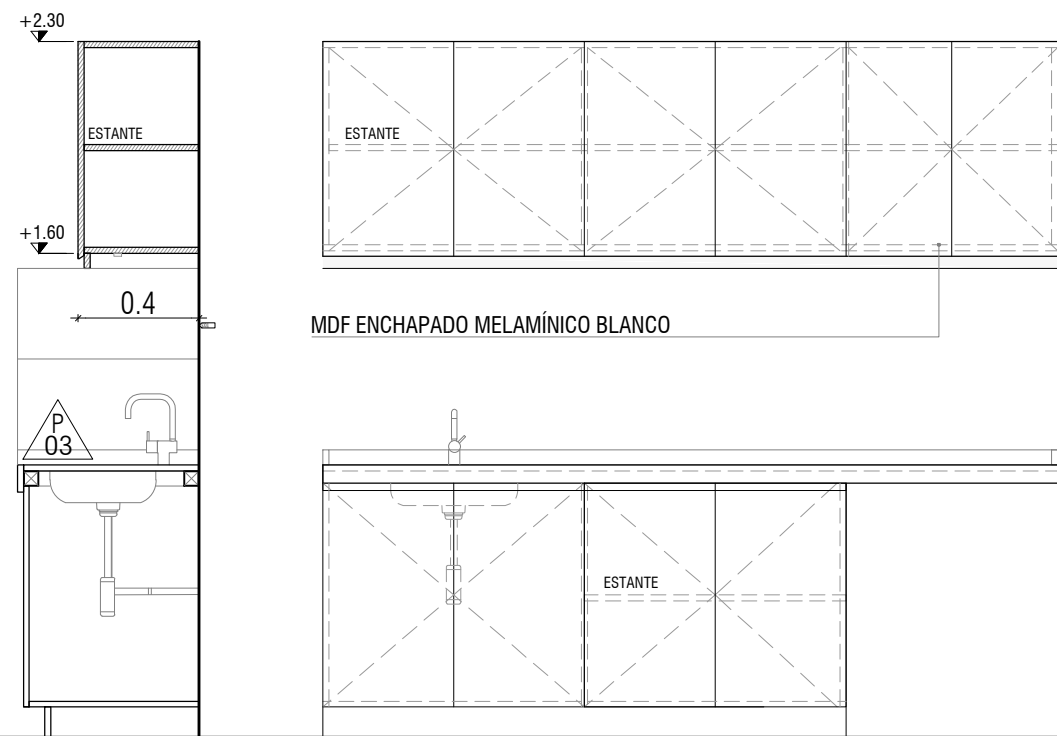 +2.30
ESTANTE
ESTANTE
+1.60
0.4
MDF ENCHAPADO MELAMÍNICO BLANCO
P
03
ESTANTE